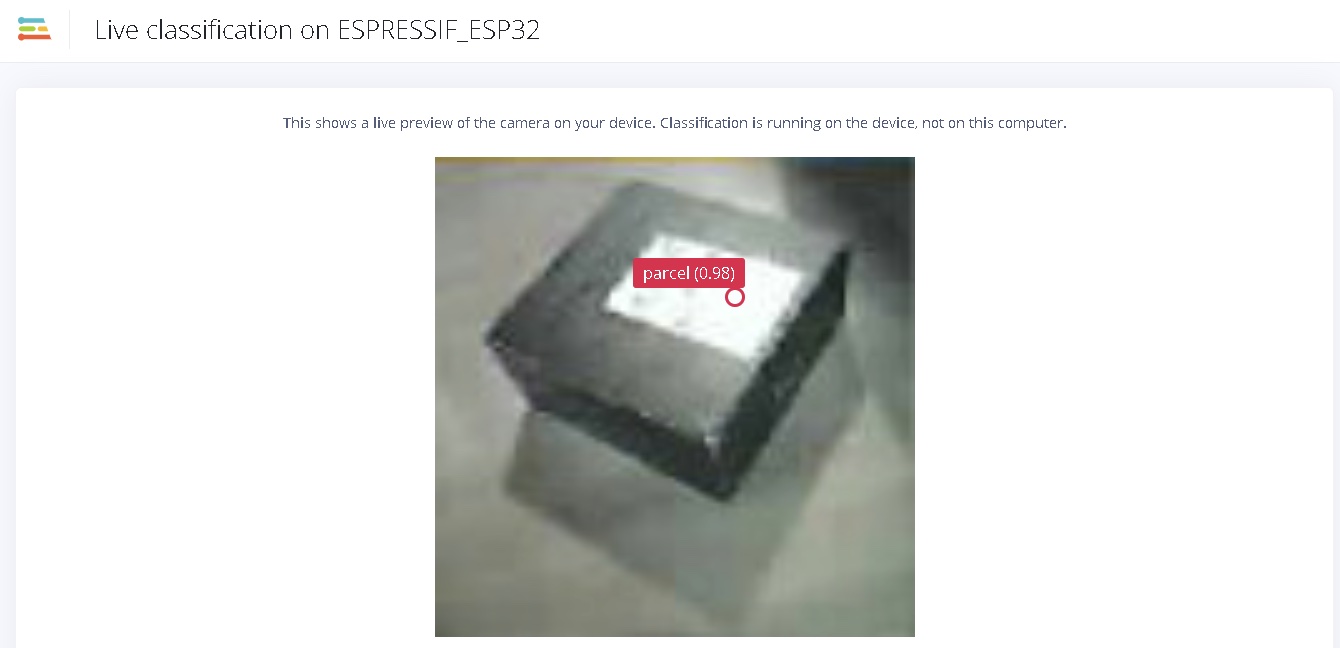 Live classification on ESPRESSIF_ESP32
This shows a live preview of the camera on your device. Classification is running on the device, not on this computer.
parcel (0.98)